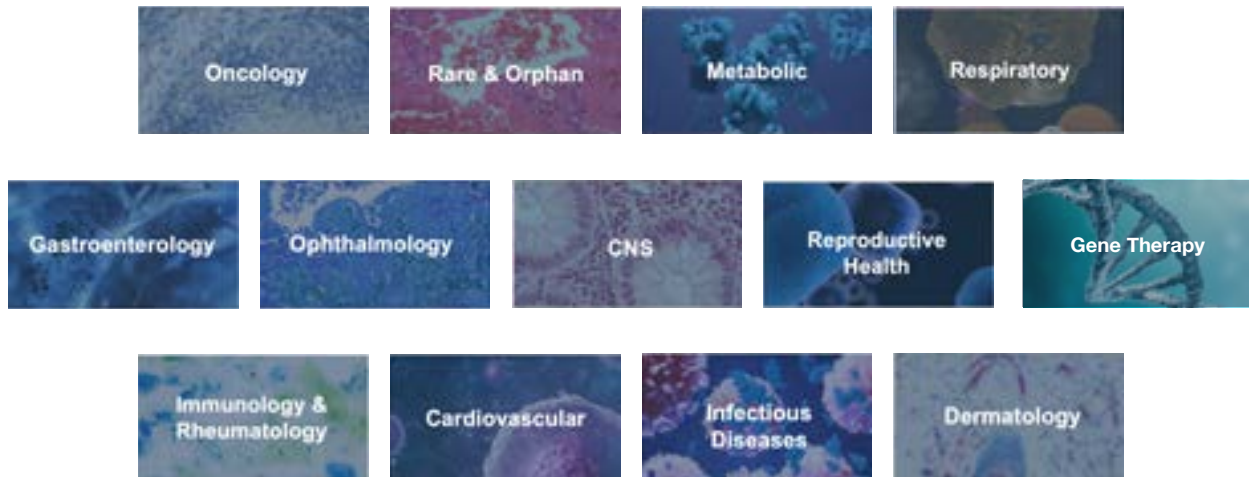 Oncology
Rare & Orphan
Metabolic
Respiratory
Gastroenterology
Ophthalmology
CNS
Reproductive
Health
Gene Therapy
Immunology &
Rheumatology
Cardiovascular
Infectious
Diseases
Dermatology